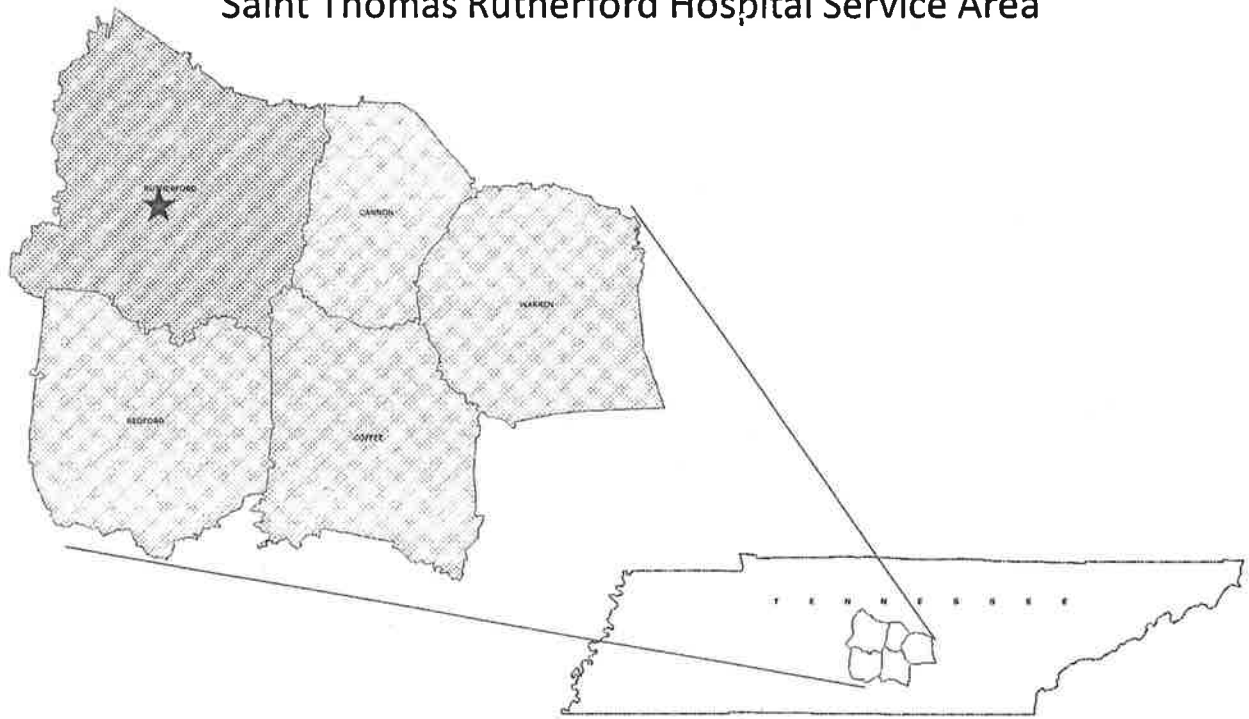 Saint Thomas Rutherford Hospital Service Area
RUTHERFORD
CANNON
WARREN
BEDFORD
COFFEE
T E N N E S S E E